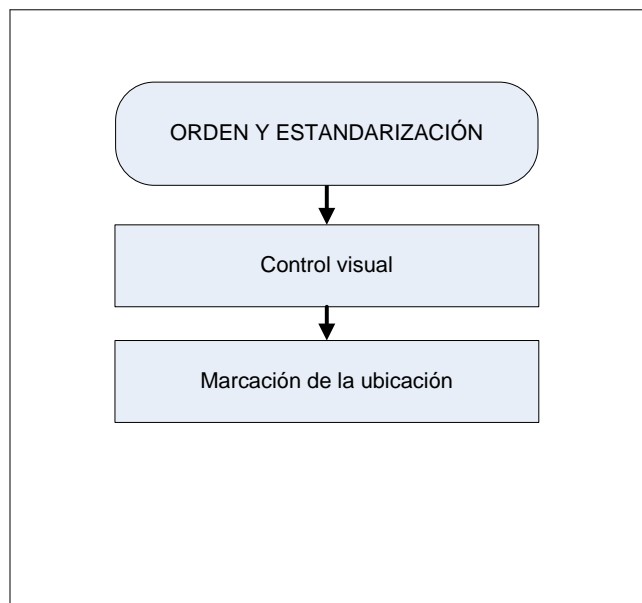 ORDEN Y ESTANDARIZACIÓN
Control visual
Marcación de la ubicación